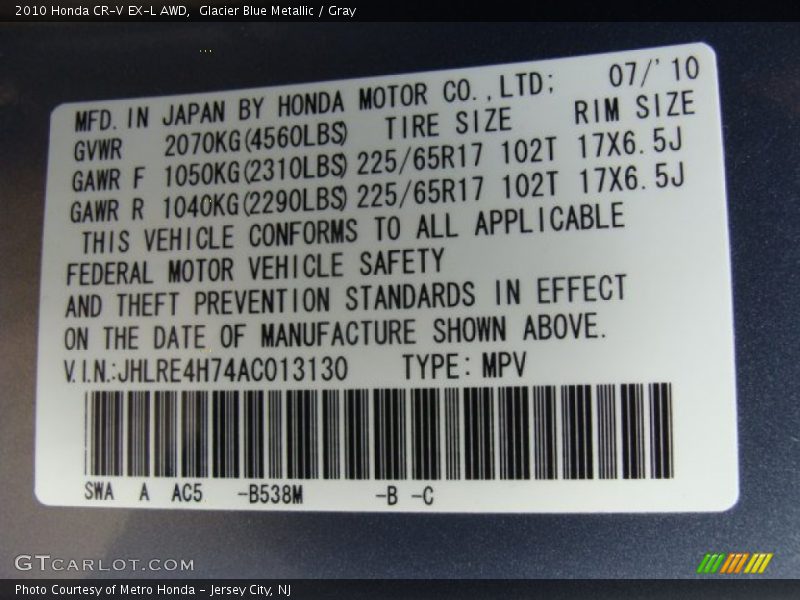 2010 Honda CR-V EX-L AWD,  Glacier Blue Metallic / Gray
MFD. IN JAPAN BY HONDA MOTOR CO.,LTD; 07/'10
GVWR 2070KG(4560LBS) TIRE SIZE RIM SIZE
GAWR F 1050KG(2310LBS) 225/65R17 102T 17X6.5J
GAWR R 1040KG(2290LBS) 225/65R17 102T 17X6.5J
THIS VEHICLE CONFORMS TO ALL APPLICABLE
FEDERAL MOTOR VEHICLE SAFETY
AND THEFT PREVENTION STANDARDS IN EFFECT
ON THE DATE OF MANUFACTURE SHOWN ABOVE.
V.I.N.:JHLRE4H74AC013130 TYPE: MPV
SWA A AC5 -B538M -B -C
GTCARLOT.COM
Photo Courtesy of Metro Honda - Jersey City, NJ